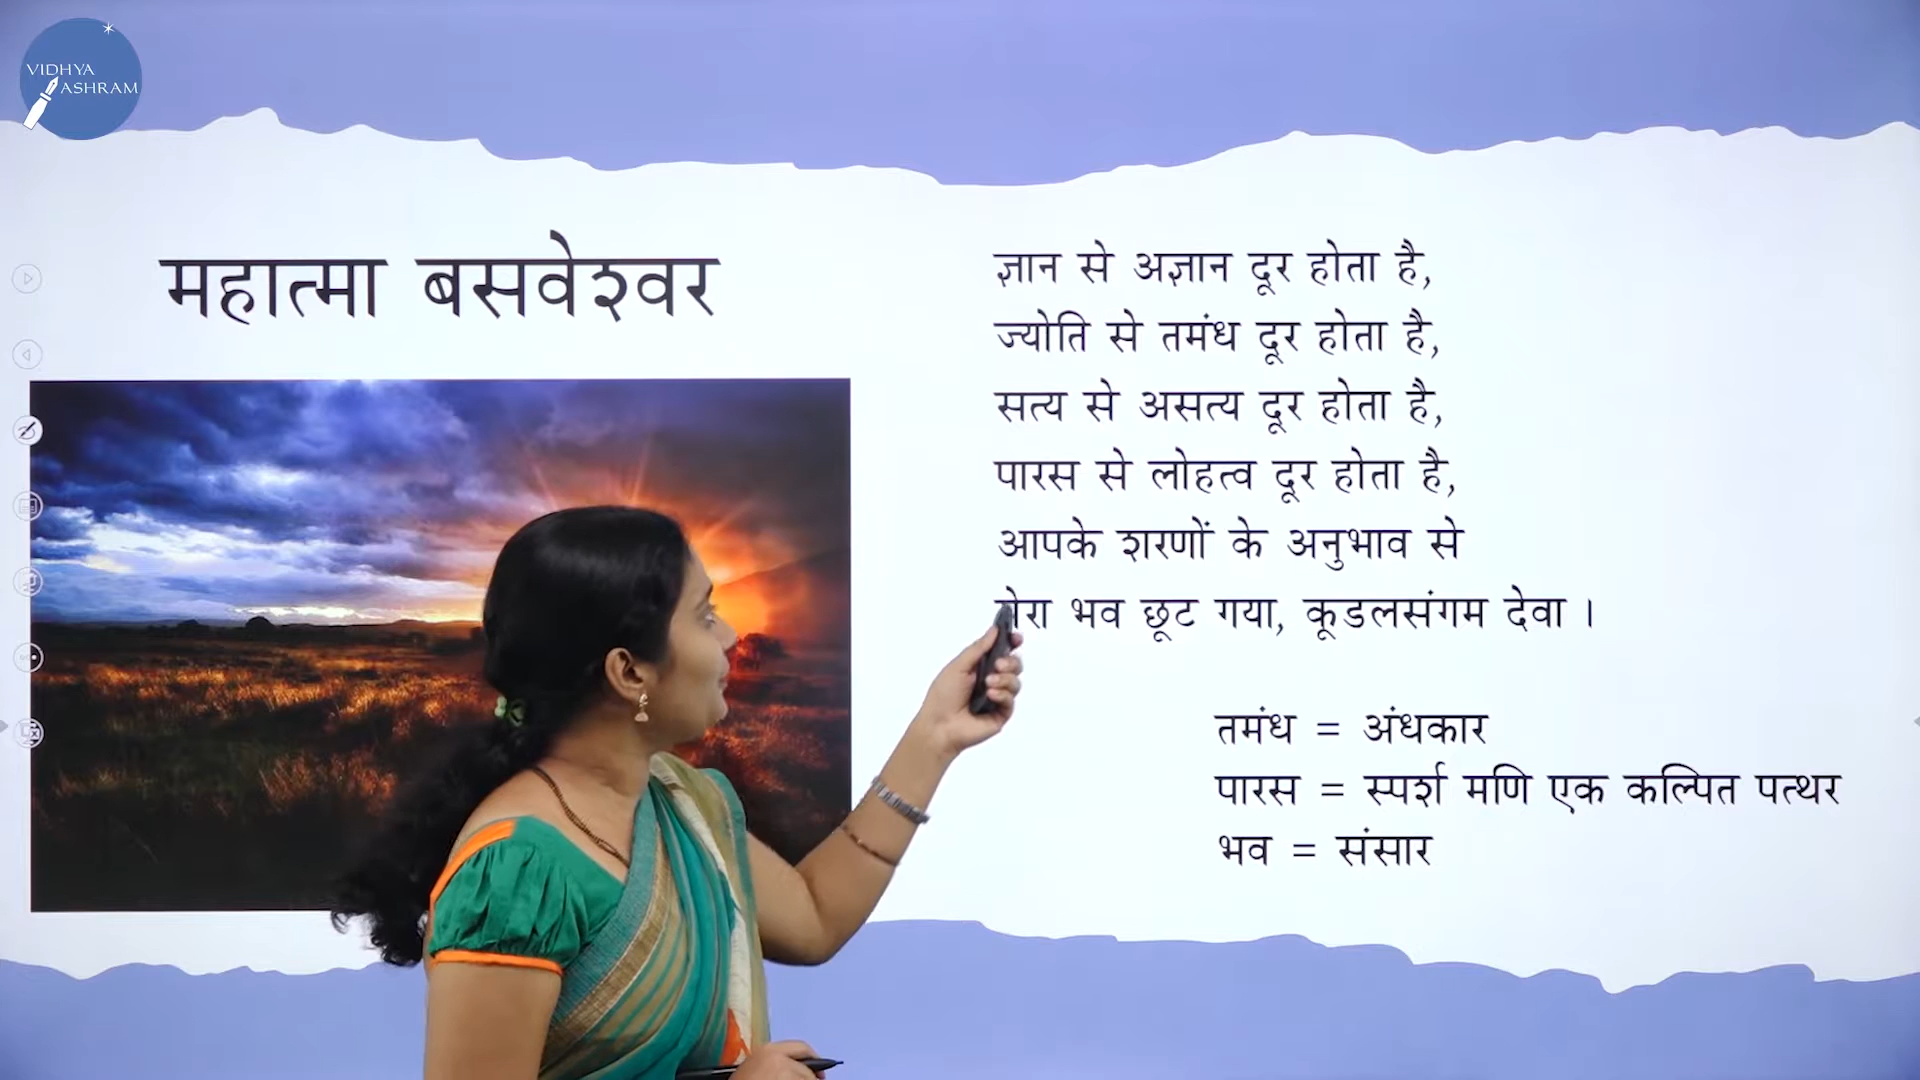 VIDHYA
ASHRAM
महात्मा बसवेश्वर
ज्ञान से अज्ञान दूर होता है,
ज्योति से तमंध दूर होता है,
सत्य से असत्य दूर होता है,
पारस से लोहत्व दूर होता है,
आपके शरणों के अनुभाव से
मेरा भव छूट गया, कूडलसंगम देवा ।
तमंध = अंधकार
पारस = स्पर्श मणि एक कल्पित पत्थर
भव = संसार